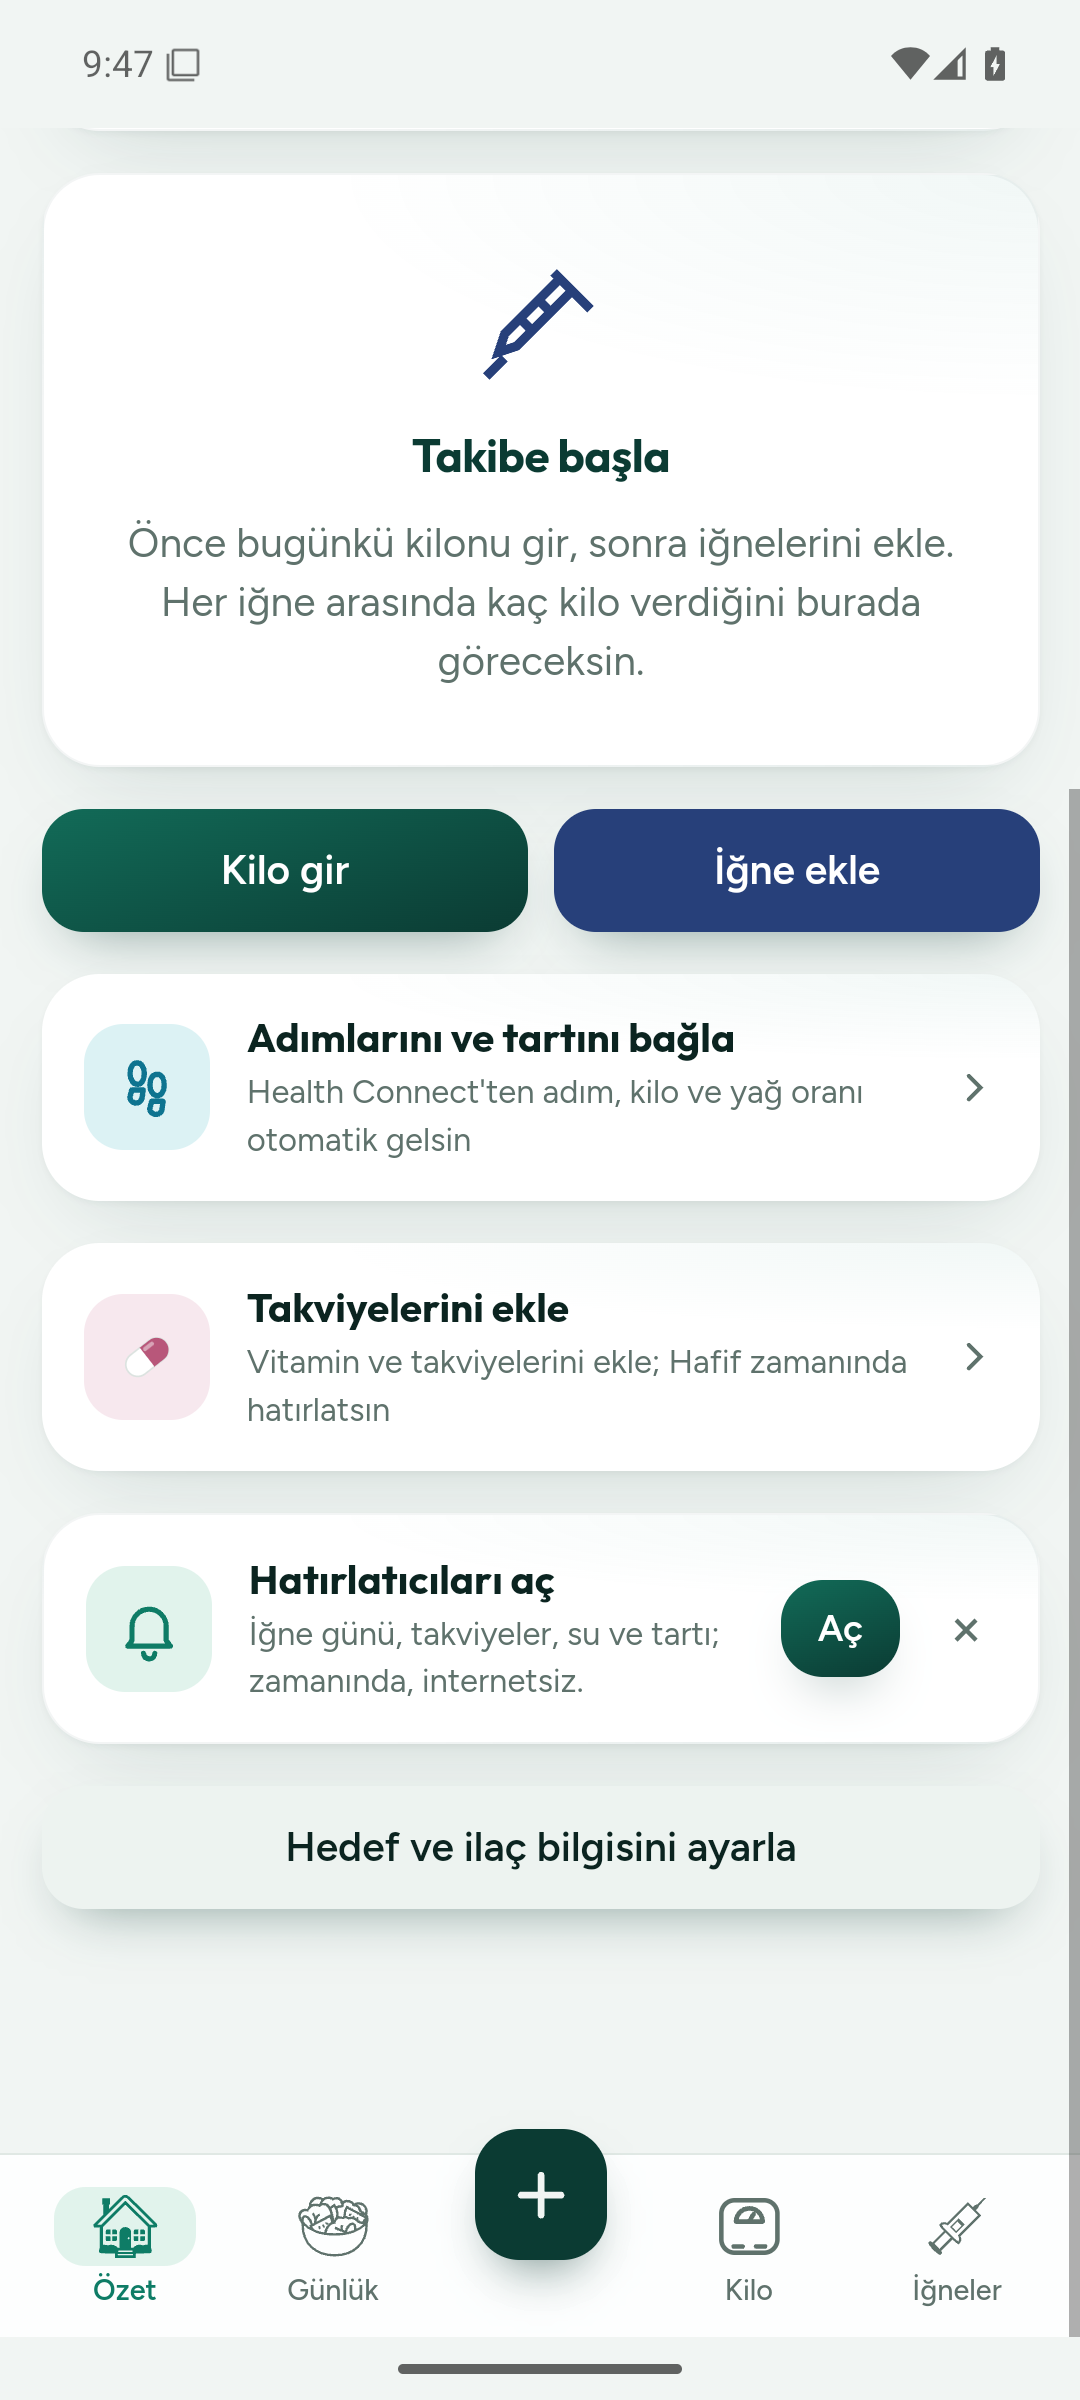 9:47
Takibe başla
Önce bugünkü kilonu gir, sonra iğnelerini ekle.
Her iğne arasında kaç kilo verdiğini burada
göreceksin.
Kilo gir
İğne ekle
Adımlarını ve tartını bağla
Health Connect'ten adım, kilo ve yağ oranı
otomatik gelsin
Takviyelerini ekle
Vitamin ve takviyelerini ekle; Hafif zamanında
hatırlatsın
Hatırlatıcıları aç
İğne günü, takviyeler, su ve tartı;
zamanında, internetsiz.
Aç
Hedef ve ilaç bilgisini ayarla
Özet
Günlük
Kilo
İğneler